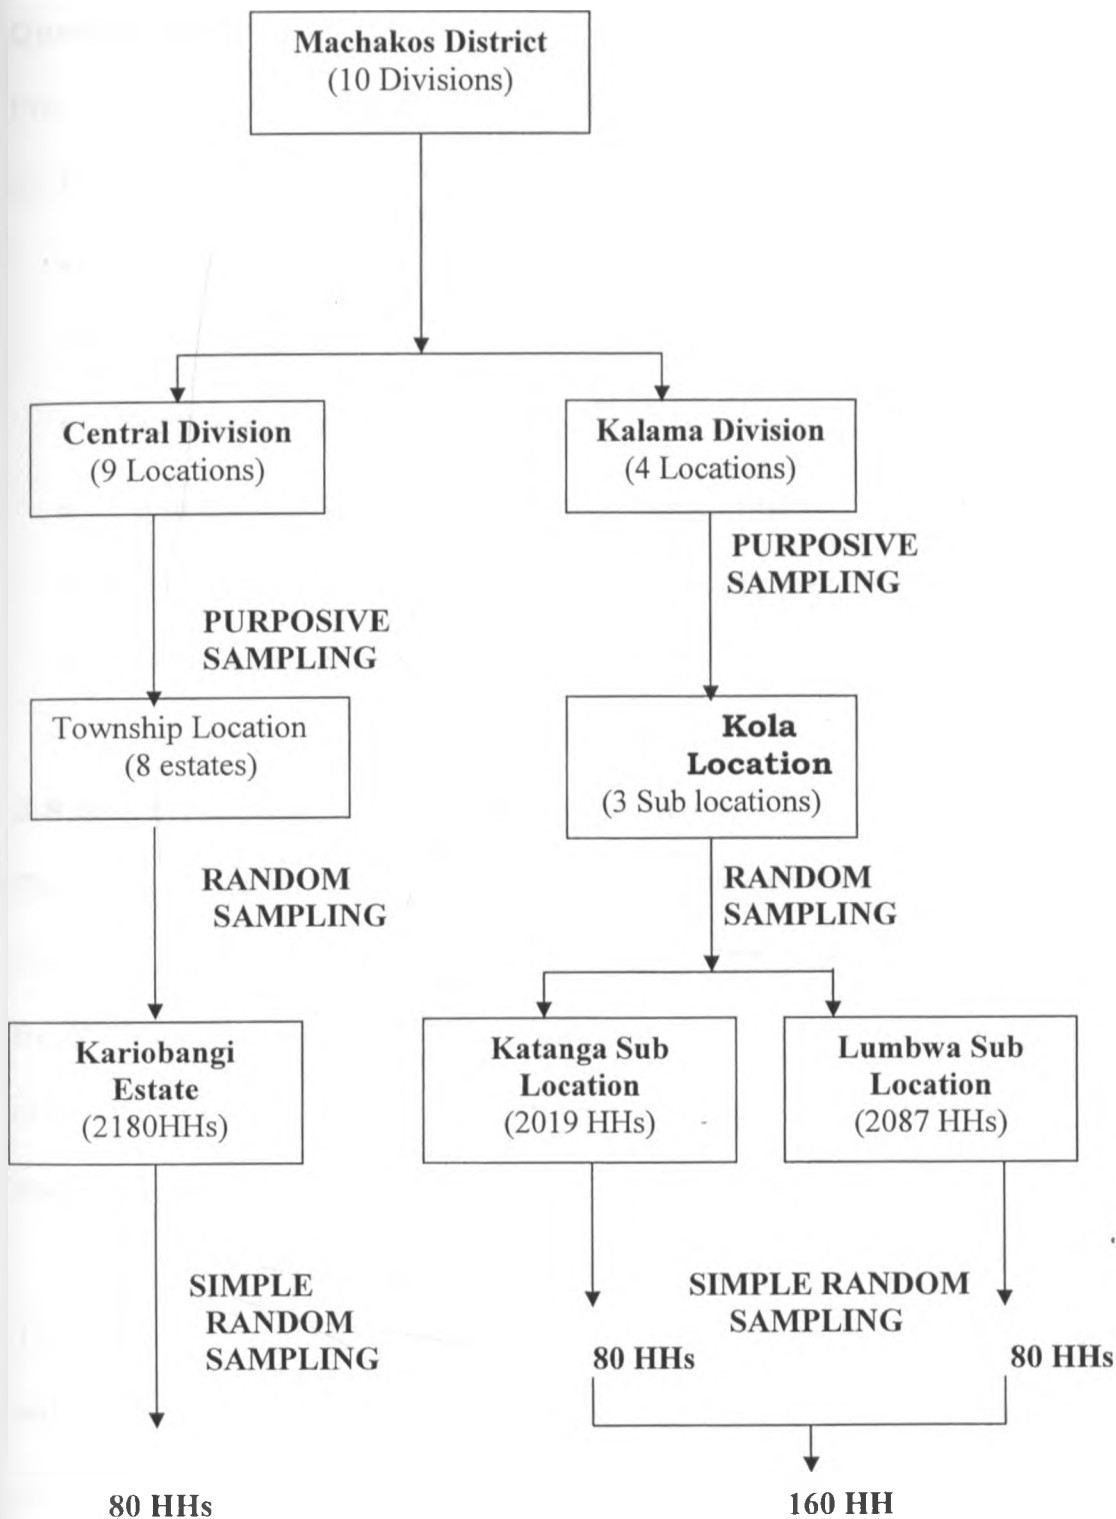 Machakos District
(10 Divisions)
Central Division
(9 Locations)
Kalama Division
(4 Locations)
PURPOSIVE
SAMPLING
PURPOSIVE
SAMPLING
Township Location
(8 estates)
Kola
Location
(3 Sub locations)
RANDOM
SAMPLING
RANDOM
SAMPLING
Kariobangi
Estate
(2180HHs)
Katanga Sub
Location
(2019 HHs)
Lumbwa Sub
Location
(2087 HHs)
SIMPLE
RANDOM
SAMPLING
SIMPLE RANDOM
SAMPLING
80 HHs
80 HHs
80 HHs
160 HH